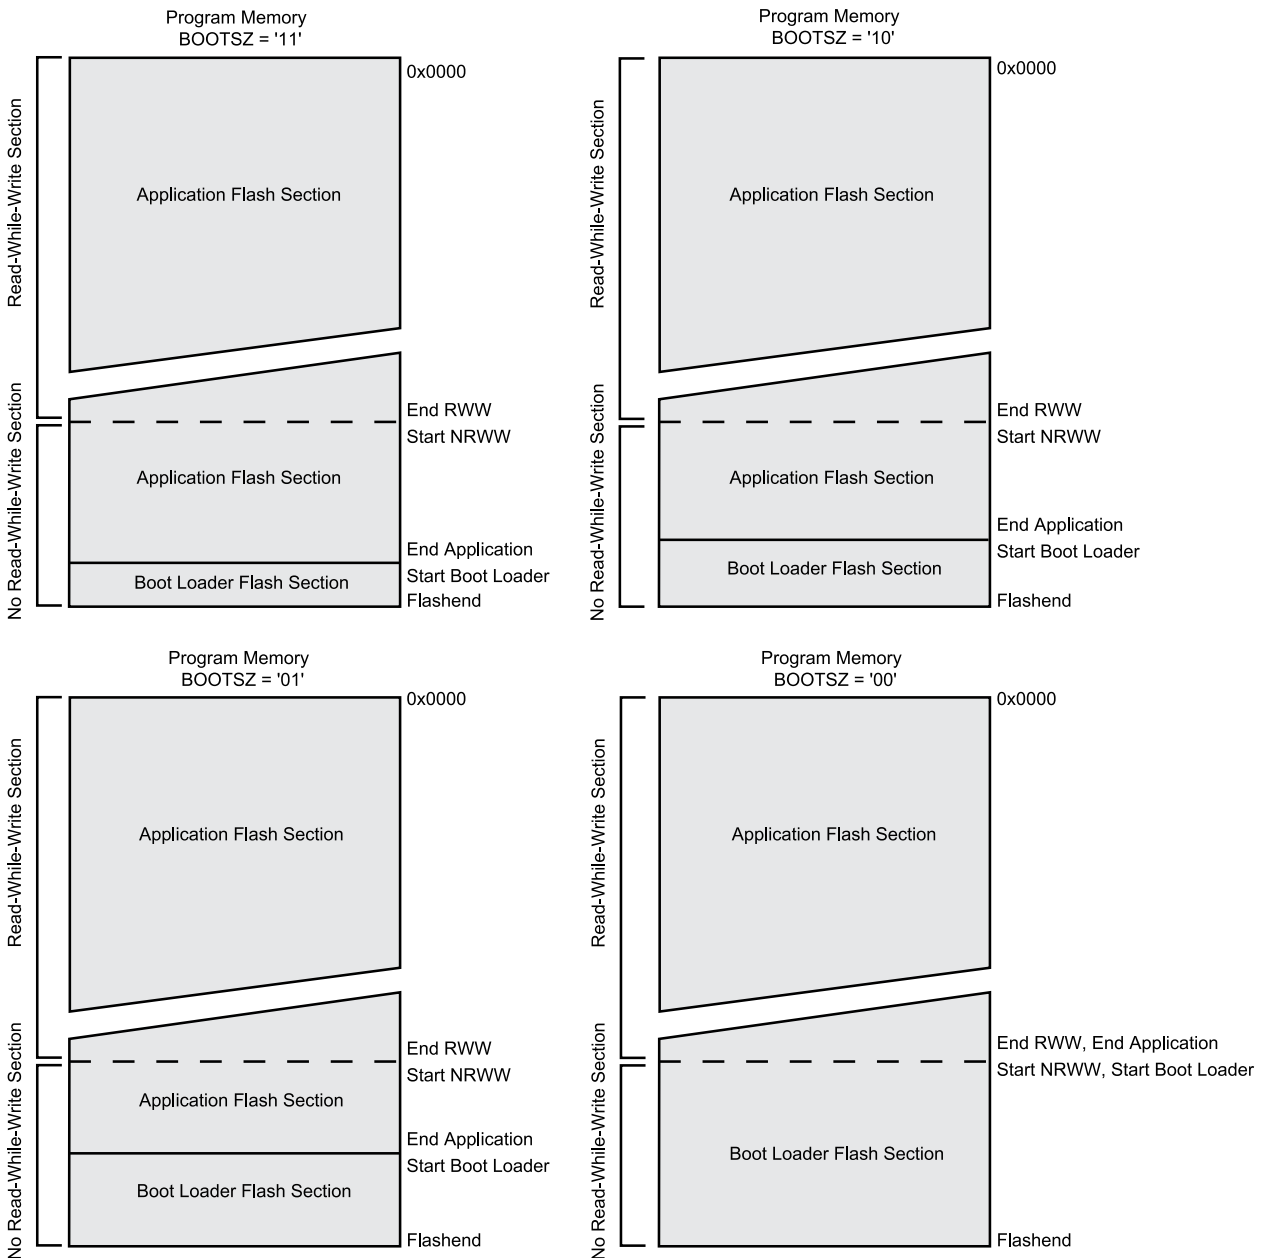 Program Memory
BOOTSZ = '11'
0x0000
Read-While-Write Section
Application Flash Section
End RWW
Start NRWW
No Read-While-Write Section
Application Flash Section
End Application
Start Boot Loader
Boot Loader Flash Section
Flashend
Program Memory
BOOTSZ = '10'
0x0000
Read-While-Write Section
Application Flash Section
End RWW
Start NRWW
No Read-While-Write Section
Application Flash Section
End Application
Start Boot Loader
Boot Loader Flash Section
Flashend
Program Memory
BOOTSZ = '01'
0x0000
Read-While-Write Section
Application Flash Section
End RWW
Start NRWW
No Read-While-Write Section
Application Flash Section
End Application
Start Boot Loader
Boot Loader Flash Section
Flashend
Program Memory
BOOTSZ = '00'
0x0000
Read-While-Write Section
Application Flash Section
End RWW, End Application
Start NRWW, Start Boot Loader
No Read-While-Write Section
Boot Loader Flash Section
Flashend